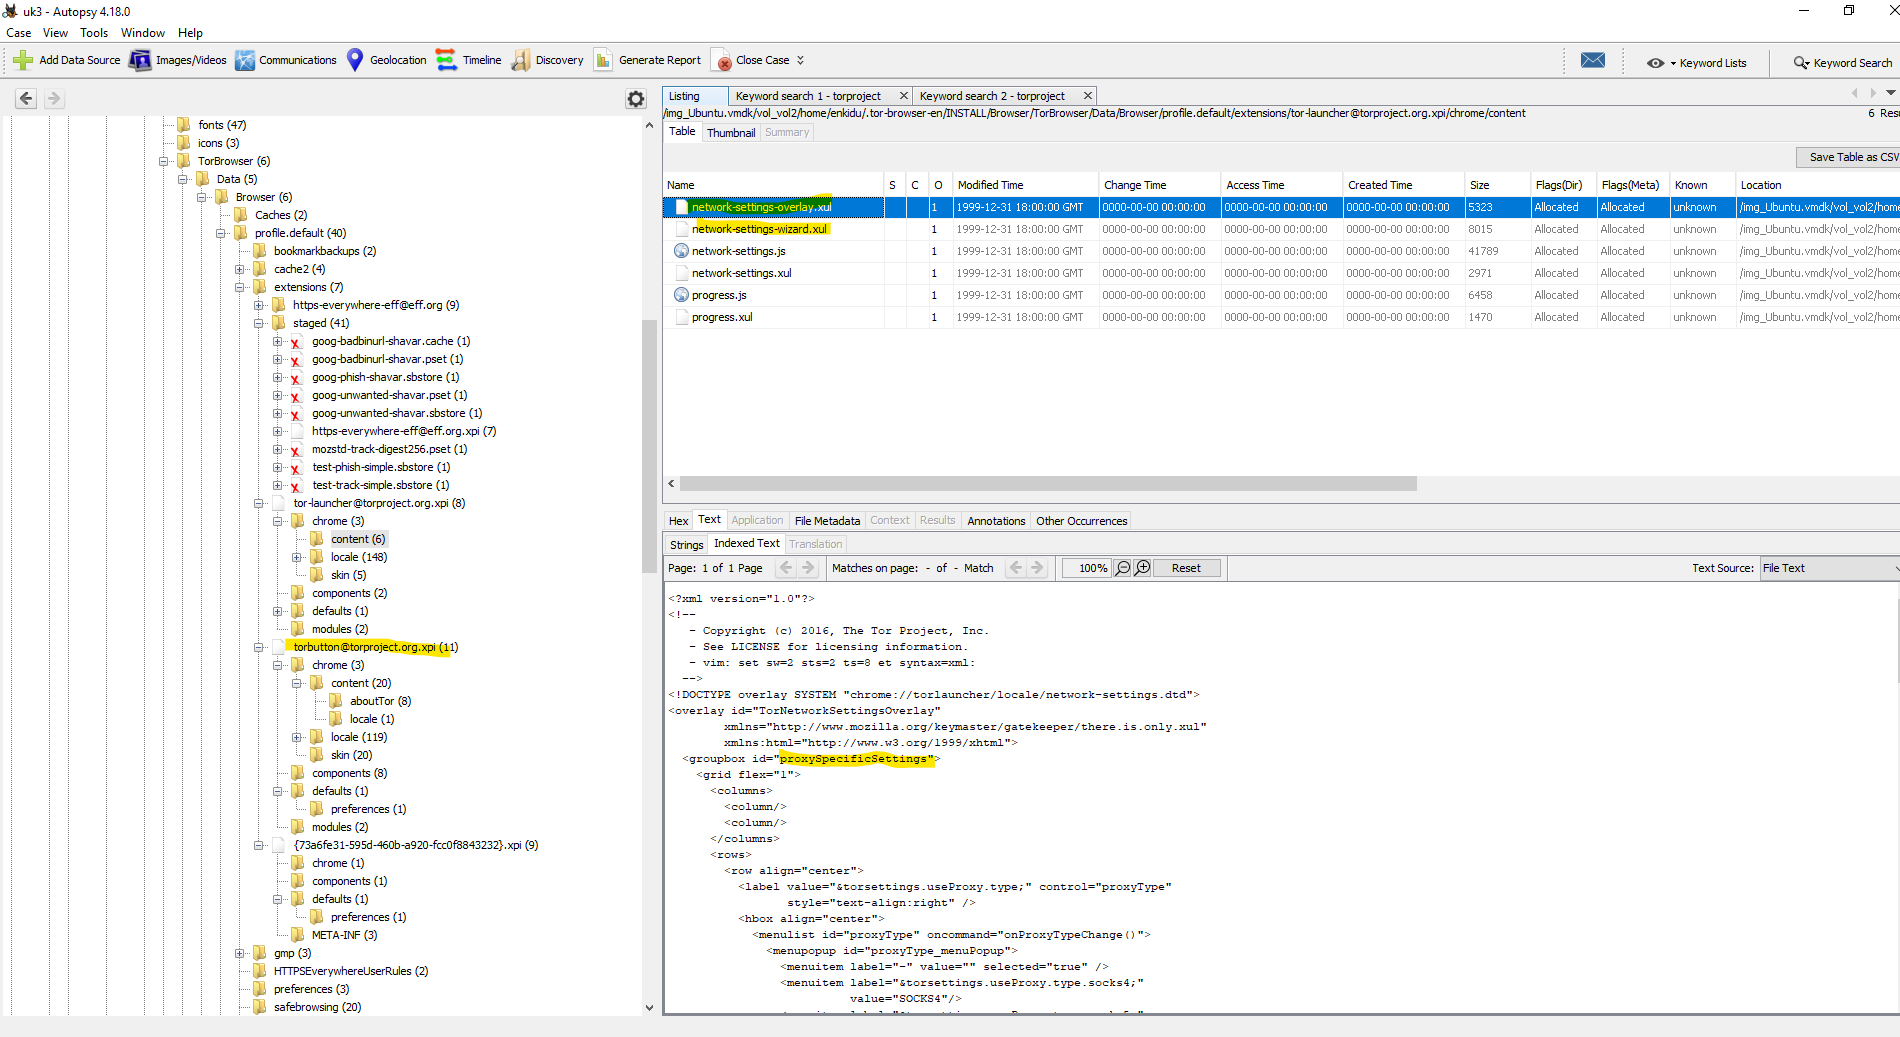 uk3 - Autopsy 4.18.0
Case View Tools Window Help
Add Data Source Images/Videos Communications Geolocation Timeline Discovery Generate Report Close Case Keyword Lists Keyword Search
fonts (47)
icons (3)
TorBrowser (6)
Data (5)
Browser (6)
Caches (2)
profile.default (40)
bookmarkbackups (2)
cache2 (4)
extensions (7)
https-everywhere-eff@eff.org (9)
staged (41)
goog-badbinurl-shavar.cache (1)
goog-badbinurl-shavar.pset (1)
goog-phish-shavar.sbstore (1)
goog-unwanted-shavar.pset (1)
goog-unwanted-shavar.sbstore (1)
https-everywhere-eff@eff.org.xpi (7)
mozstd-track-digest256.pset (1)
test-phish-simple.sbstore (1)
test-track-simple.sbstore (1)
tor-launcher@torproject.org.xpi (8)
chrome (3)
content (6)
locale (148)
skin (5)
components (2)
defaults (1)
modules (2)
torbutton@torproject.org.xpi (11)
chrome (3)
content (20)
aboutTor (8)
locale (1)
locale (119)
skin (20)
components (8)
defaults (1)
preferences (1)
modules (2)
{73a6fe31-595d-460b-a920-fcc0f8843232}.xpi (9)
chrome (1)
components (1)
defaults (1)
preferences (1)
META-INF (3)
gmp (3)
HTTPSEverywhereUserRules (2)
preferences (3)
safebrowsing (20)
Listing Keyword search 1 - torproject Keyword search 2 - torproject
/img_Ubuntu.vmdk/vol_vol2/home/enkidu/.tor-browser-en/INSTALL/Browser/TorBrowser/Data/Browser/profile.default/extensions/tor-launcher@torproject.org.xpi/chrome/content 6
Table Thumbnail Summary
Save Table as CSV
Name S C O Modified Time Change Time Access Time Created Time Size Flags(Dir) Flags(Meta) Known Location
network-settings-overlay.xul 1 1999-12-31 18:00:00 GMT 0000-00-00 00:00:00 0000-00-00 00:00:00 0000-00-00 00:00:00 5323 Allocated Allocated unknown /img_Ubuntu.vmdk/vol_vol2/home
network-settings-wizard.xul 1 1999-12-31 18:00:00 GMT 0000-00-00 00:00:00 0000-00-00 00:00:00 0000-00-00 00:00:00 8015 Allocated Allocated unknown /img_Ubuntu.vmdk/vol_vol2/home
network-settings.js 1 1999-12-31 18:00:00 GMT 0000-00-00 00:00:00 0000-00-00 00:00:00 0000-00-00 00:00:00 41789 Allocated Allocated unknown /img_Ubuntu.vmdk/vol_vol2/home
network-settings.xul 1 1999-12-31 18:00:00 GMT 0000-00-00 00:00:00 0000-00-00 00:00:00 0000-00-00 00:00:00 2971 Allocated Allocated unknown /img_Ubuntu.vmdk/vol_vol2/home
progress.js 1 1999-12-31 18:00:00 GMT 0000-00-00 00:00:00 0000-00-00 00:00:00 0000-00-00 00:00:00 6458 Allocated Allocated unknown /img_Ubuntu.vmdk/vol_vol2/home
progress.xul 1 1999-12-31 18:00:00 GMT 0000-00-00 00:00:00 0000-00-00 00:00:00 0000-00-00 00:00:00 1470 Allocated Allocated unknown /img_Ubuntu.vmdk/vol_vol2/home
Hex Text Application File Metadata Context Results Annotations Other Occurrences
Strings Indexed Text Translation
Page: 1 of 1 Page Matches on page: - of - Match 100% Reset Text Source: File Text
<?xml version="1.0"?>
<!--
- Copyright (c) 2016, The Tor Project, Inc.
- See LICENSE for licensing information.
- vim: set sw=2 sts=2 ts=8 et syntax=xml:
-->
<!DOCTYPE overlay SYSTEM "chrome://torlauncher/locale/network-settings.dtd">
<overlay id="TorNetworkSettingsOverlay"
xmlns="http://www.mozilla.org/keymaster/gatekeeper/there.is.only.xul"
xmlns:html="http://www.w3.org/1999/xhtml">
<groupbox id="proxySpecificSettings">
<grid flex="1">
<columns>
<column/>
<column/>
</columns>
<rows>
<row align="center">
<label value="&torsettings.useProxy.type;" control="proxyType"
style="text-align:right" />
<hbox align="center">
<menulist id="proxyType" oncommand="onProxyTypeChange()">
<menupopup id="proxyType_menuPopup">
<menuitem label="-" value="" selected="true" />
<menuitem label="&torsettings.useProxy.type.socks4;"
value="SOCKS4"/>